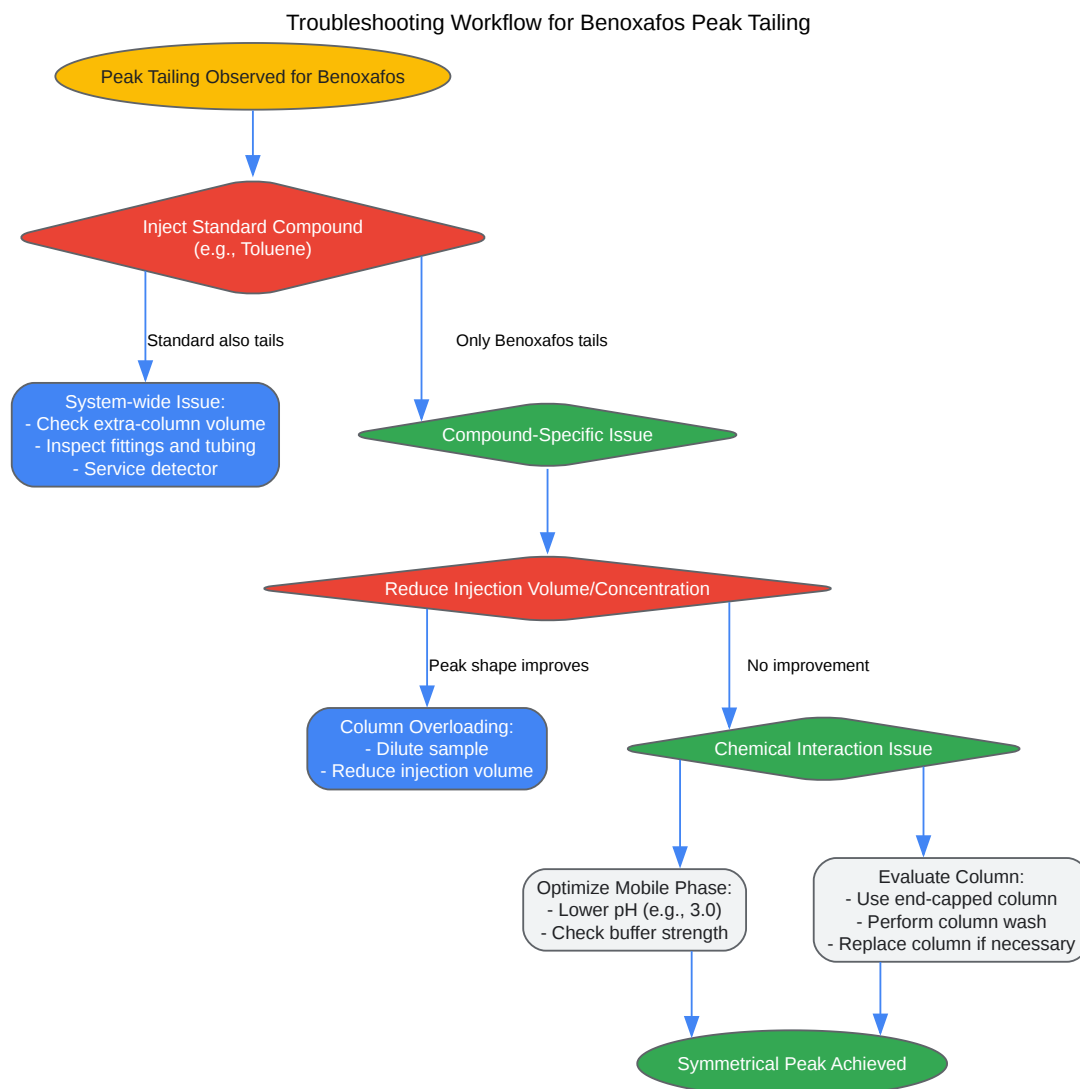 Troubleshooting Workflow for Benoxafos Peak Tailing
Peak Tailing Observed for Benoxafos
Inject Standard Compound
(e.g., Toluene)
Standard also tails
Only Benoxafos tails
System-wide Issue:
- Check extra-column volume
- Inspect fittings and tubing
- Service detector
Compound-Specific Issue
Reduce Injection Volume/Concentration
Peak shape improves
No improvement
Column Overloading:
- Dilute sample
- Reduce injection volume
Chemical Interaction Issue
Optimize Mobile Phase:
- Lower pH (e.g., 3.0)
- Check buffer strength
Evaluate Column:
- Use end-capped column
- Perform column wash
- Replace column if necessary
Symmetrical Peak Achieved